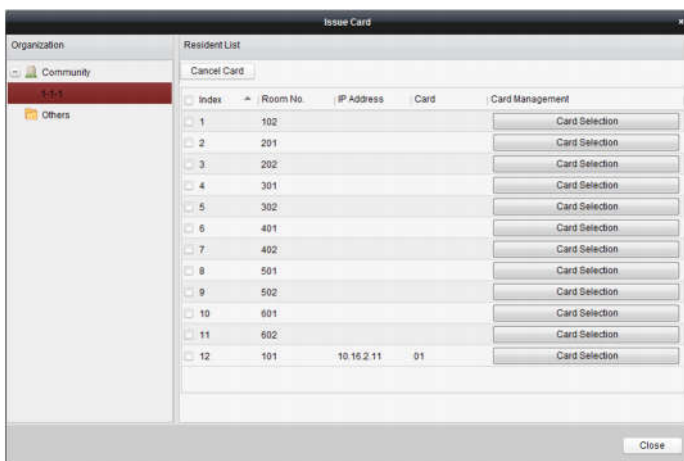 Issue Card ×
Organization Resident List
Community Cancel Card
1-1-1 Index Room No. IP Address Card Card Management
Others 1 102 Card Selection
2 201 Card Selection
3 202 Card Selection
4 301 Card Selection
5 302 Card Selection
6 401 Card Selection
7 402 Card Selection
8 501 Card Selection
9 502 Card Selection
10 601 Card Selection
11 602 Card Selection
12 101 10.16.2.11 01 Card Selection
Close